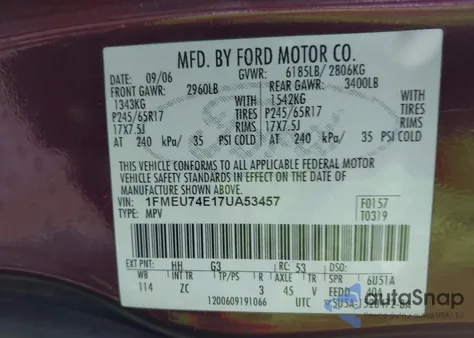 MFD. BY FORD MOTOR CO.
DATE: 09/06 GVWR: 6185LB/ 2806KG
FRONT GAWR: 2960LB REAR GAWR: 3400LB
1343KG WITH 1542KG WITH
P245/65R17 TIRES P245/65R17 TIRES
17X7.5J RIMS 17X7.5J RIMS
AT 240 kPa/ 35 PSI COLD AT 240 kPa/ 35 PSI COLD
THIS VEHICLE CONFORMS TO ALL APPLICABLE FEDERAL MOTOR
VEHICLE SAFETY STANDARDS IN EFFECT ON THE DATE OF
MANUFACTURE SHOWN ABOVE.
VIN: 1FMEU74E17UA53457 F0157
TYPE: MPV T0319
EXT PNT: HH G3 RC: 53 DSO:
WB INT TR TP/PS R AXLE TR SPR 6U51A
114 ZC 3 45 V FEDD 40A
1200609191066 UTC
autoSnap